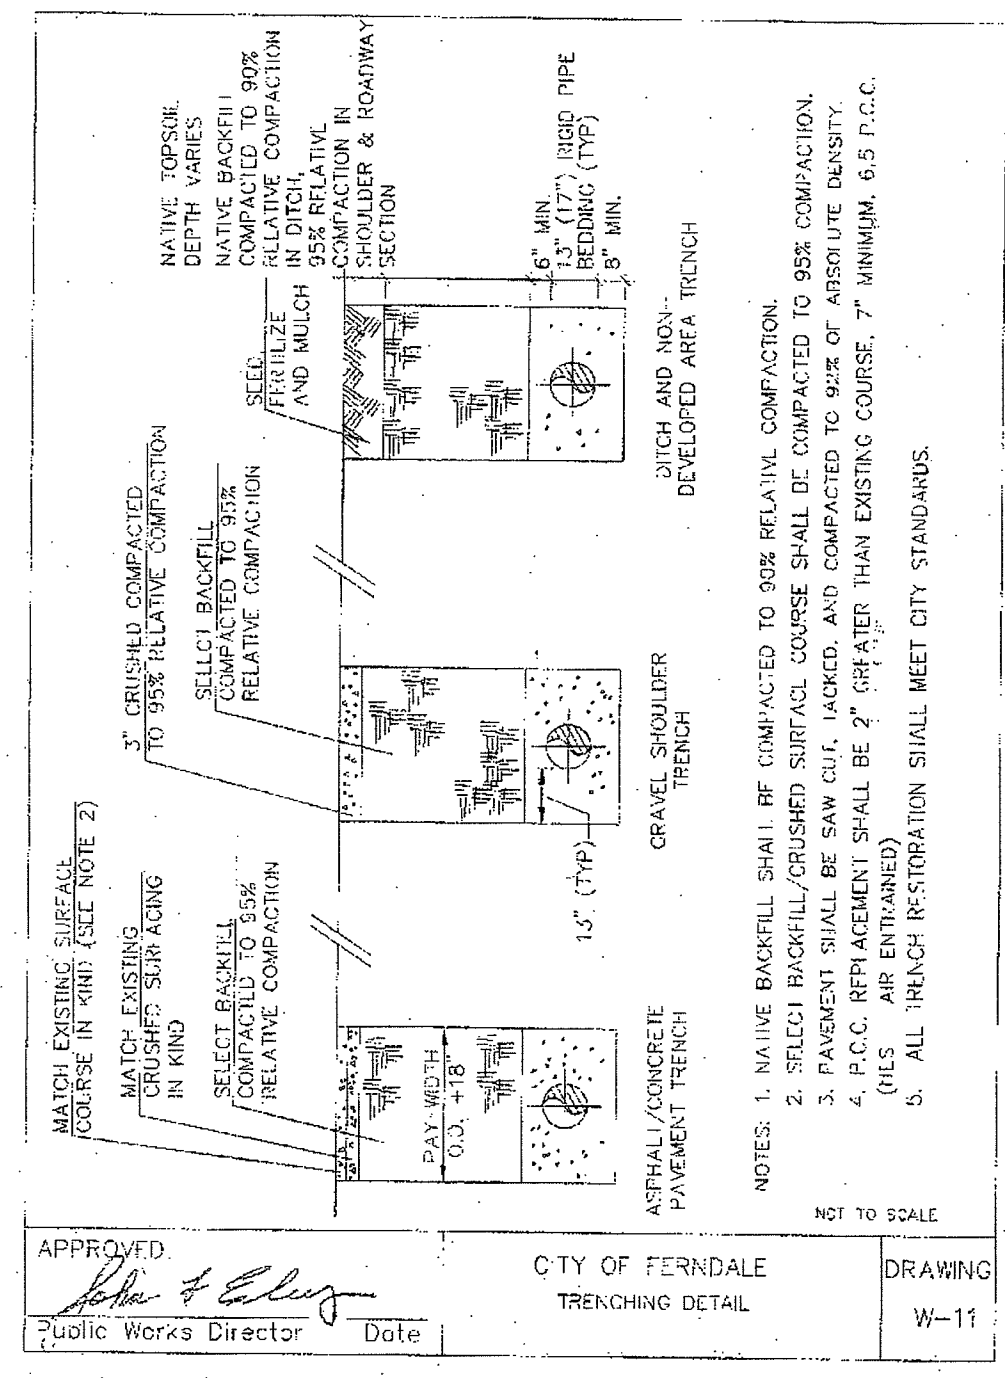 MATCH EXISTING SURFACE
COURSE IN KIND (SEE NOTE 2)
MATCH EXISTING
CRUSHED SURFACING
IN KIND
SELECT BACKFILL
COMPACTED TO 95%
RELATIVE COMPACTION
PAY WIDTH
O.D. +18"
ASPHALT/CONCRETE
PAVEMENT TRENCH
3" CRUSHED COMPACTED
TO 95% RELATIVE COMPACTION
SELECT BACKFILL
COMPACTED TO 95%
RELATIVE COMPACTION
(TYP)
GRAVEL SHOULDER
TRENCH
NATIVE TOPSOIL
DEPTH VARIES
NATIVE BACKFILL
COMPACTED TO 90%
RELATIVE COMPACTION
IN DITCH,
95% RELATIVE
COMPACTION IN
SHOULDER & ROADWAY
SECTION
SEED,
FERTILIZE
AND MULCH
6" MIN.
(17") RIGID PIPE
BEDDING (TYP)
8" MIN.
DITCH AND NON-
DEVELOPED AREA TRENCH
NOTES: 1. NATIVE BACKFILL SHALL BE COMPACTED TO 90% RELATIVE COMPACTION.
2. SELECT BACKFILL/CRUSHED SURFACE COURSE SHALL BE COMPACTED TO 95% COMPACTION.
3. PAVEMENT SHALL BE SAW CUT, TACKED, AND COMPACTED TO 92% OF ABSOLUTE DENSITY.
4. P.C.C. REPLACEMENT SHALL BE 2" GREATER THAN EXISTING COURSE, 7" MINIMUM, 6.5 P.C.C.
(HES AIR ENTRAINED)
5. ALL TRENCH RESTORATION SHALL MEET CITY STANDARDS.
NOT TO SCALE
APPROVED:
Public Works Director Date
CITY OF FERNDALE
TRENCHING DETAIL
DRAWING
W-11